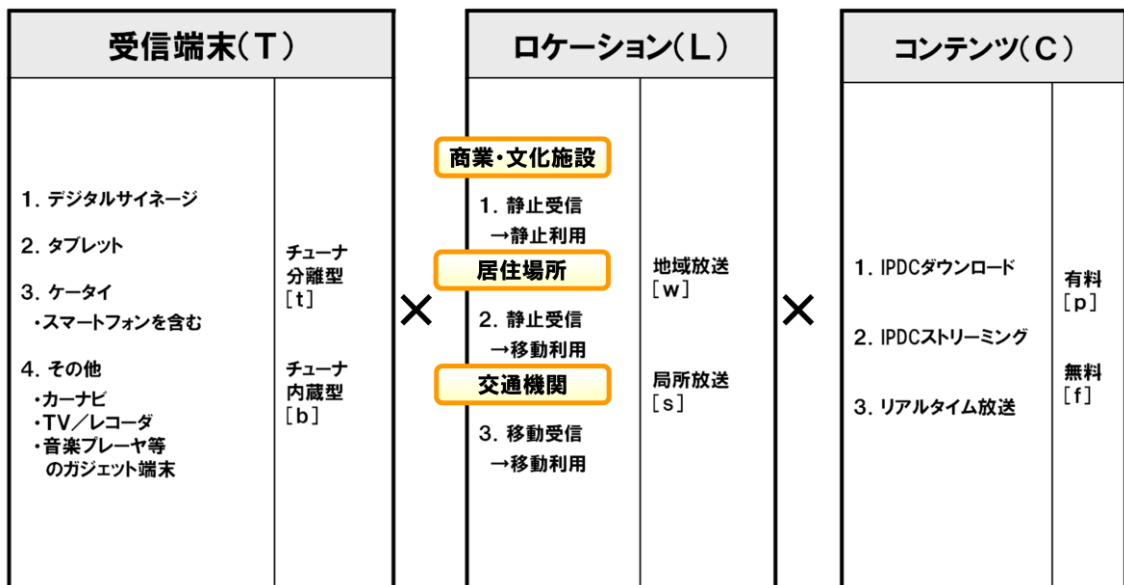 受信端末(T)
1. デジタルサイネージ
2. タブレット
3. ケータイ
・スマートフォンを含む
4. その他
・カーナビ
・TV／レコーダ
・音楽プレーヤ等
のガジェット端末
チューナ
分離型
[t]
チューナ
内蔵型
[b]
×
ロケーション(L)
商業・文化施設
1. 静止受信
→静止利用
居住場所
2. 静止受信
→移動利用
交通機関
3. 移動受信
→移動利用
地域放送
[w]
局所放送
[s]
×
コンテンツ(C)
1. IPDCダウンロード
2. IPDCストリーミング
3. リアルタイム放送
有料
[p]
無料
[f]